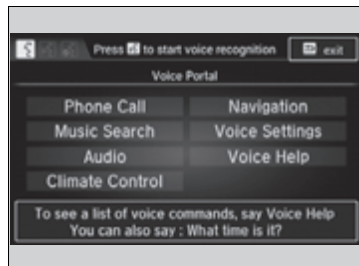 Press to start voice recognition exit
Voice Portal
Phone Call Navigation
Music Search Voice Settings
Audio Voice Help
Climate Control
To see a list of voice commands, say Voice Help
You can also say : What time is it?